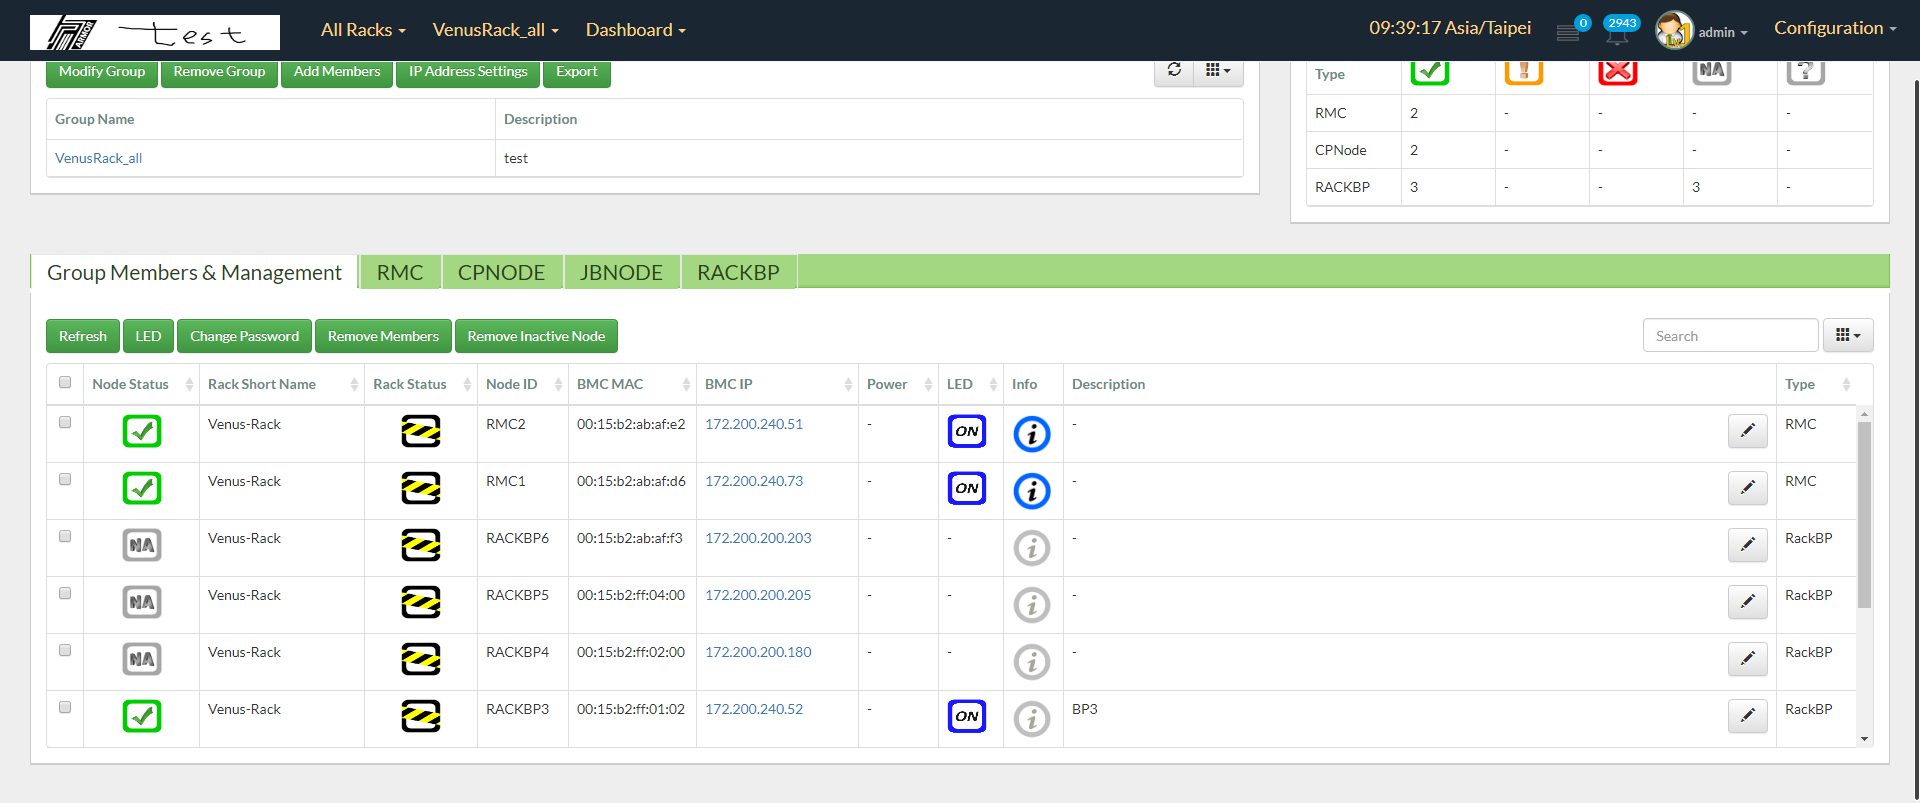 ARMOR test All Racks VenusRack_all Dashboard 09:39:17 Asia/Taipei 0 2943 admin Configuration
Modify Group Remove Group Add Members IP Address Settings Export
Group Name Description
VenusRack_all test
Type NA ?
RMC 2 - - - -
CPNode 2 - - - -
RACKBP 3 - - 3 -
Group Members & Management RMC CPNODE JBNODE RACKBP
Refresh LED Change Password Remove Members Remove Inactive Node Search
Node Status Rack Short Name Rack Status Node ID BMC MAC BMC IP Power LED Info Description Type
Venus-Rack RMC2 00:15:b2:ab:af:e2 172.200.240.51 - ON i - RMC
Venus-Rack RMC1 00:15:b2:ab:af:d6 172.200.240.73 - ON i - RMC
NA Venus-Rack RACKBP6 00:15:b2:ab:af:f3 172.200.200.203 - - i - RackBP
NA Venus-Rack RACKBP5 00:15:b2:ff:04:00 172.200.200.205 - - i - RackBP
NA Venus-Rack RACKBP4 00:15:b2:ff:02:00 172.200.200.180 - - i - RackBP
Venus-Rack RACKBP3 00:15:b2:ff:01:02 172.200.240.52 - ON i BP3 RackBP